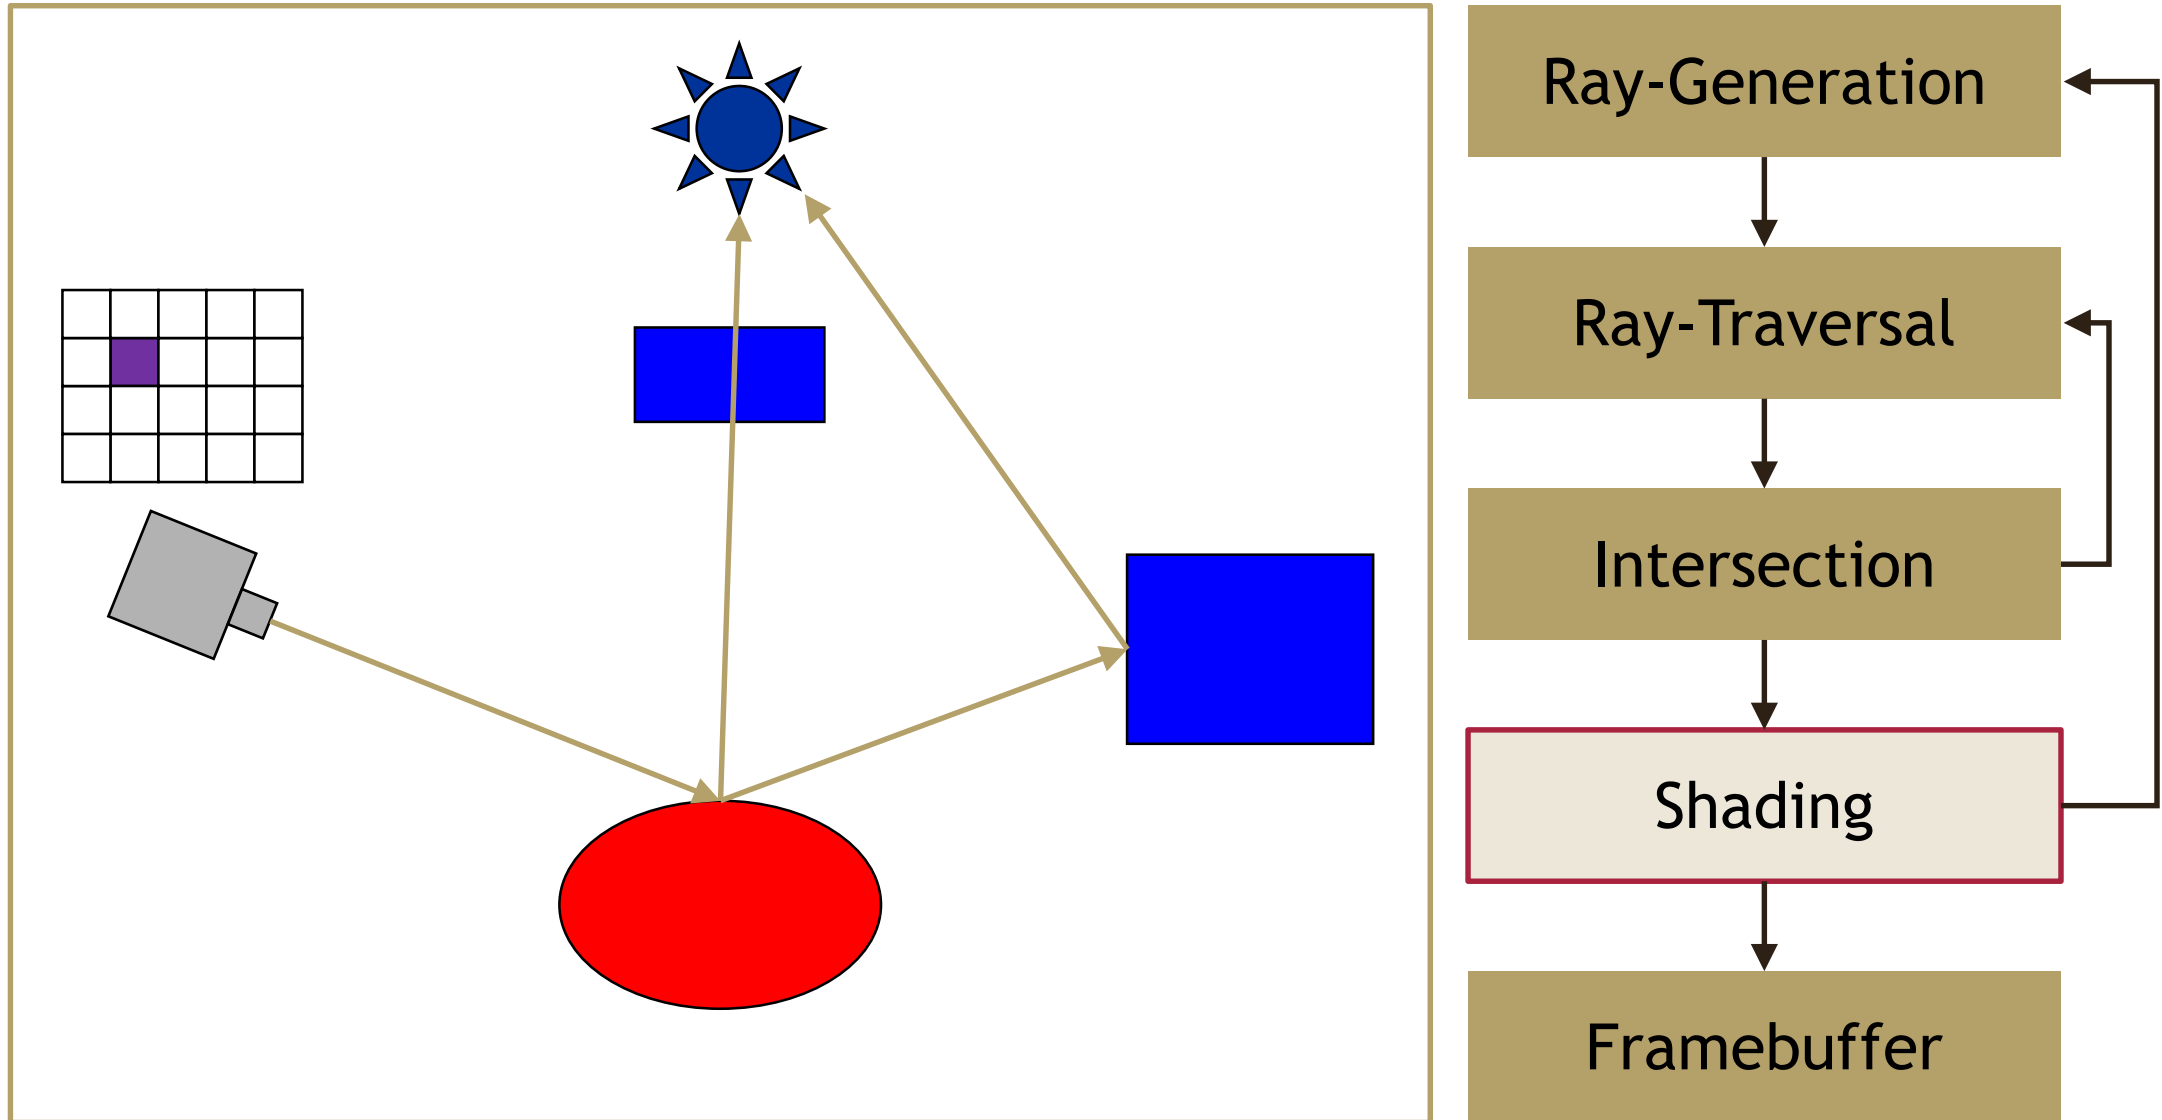 Ray-Generation
Ray-Traversal
Intersection
Shading
Framebuffer